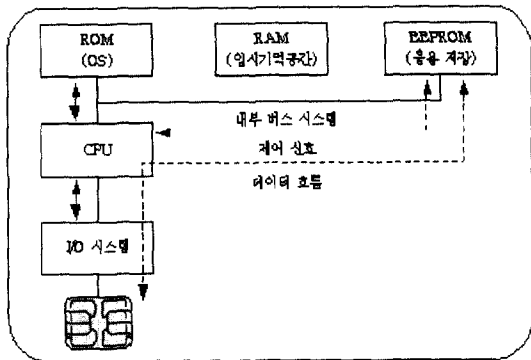 ROM
(OS)
RAM
(임시기억공간)
EEPROM
(응용 저장)
내부 버스 시스템
CPU
제어 신호
데이터 흐름
I/O 시스템